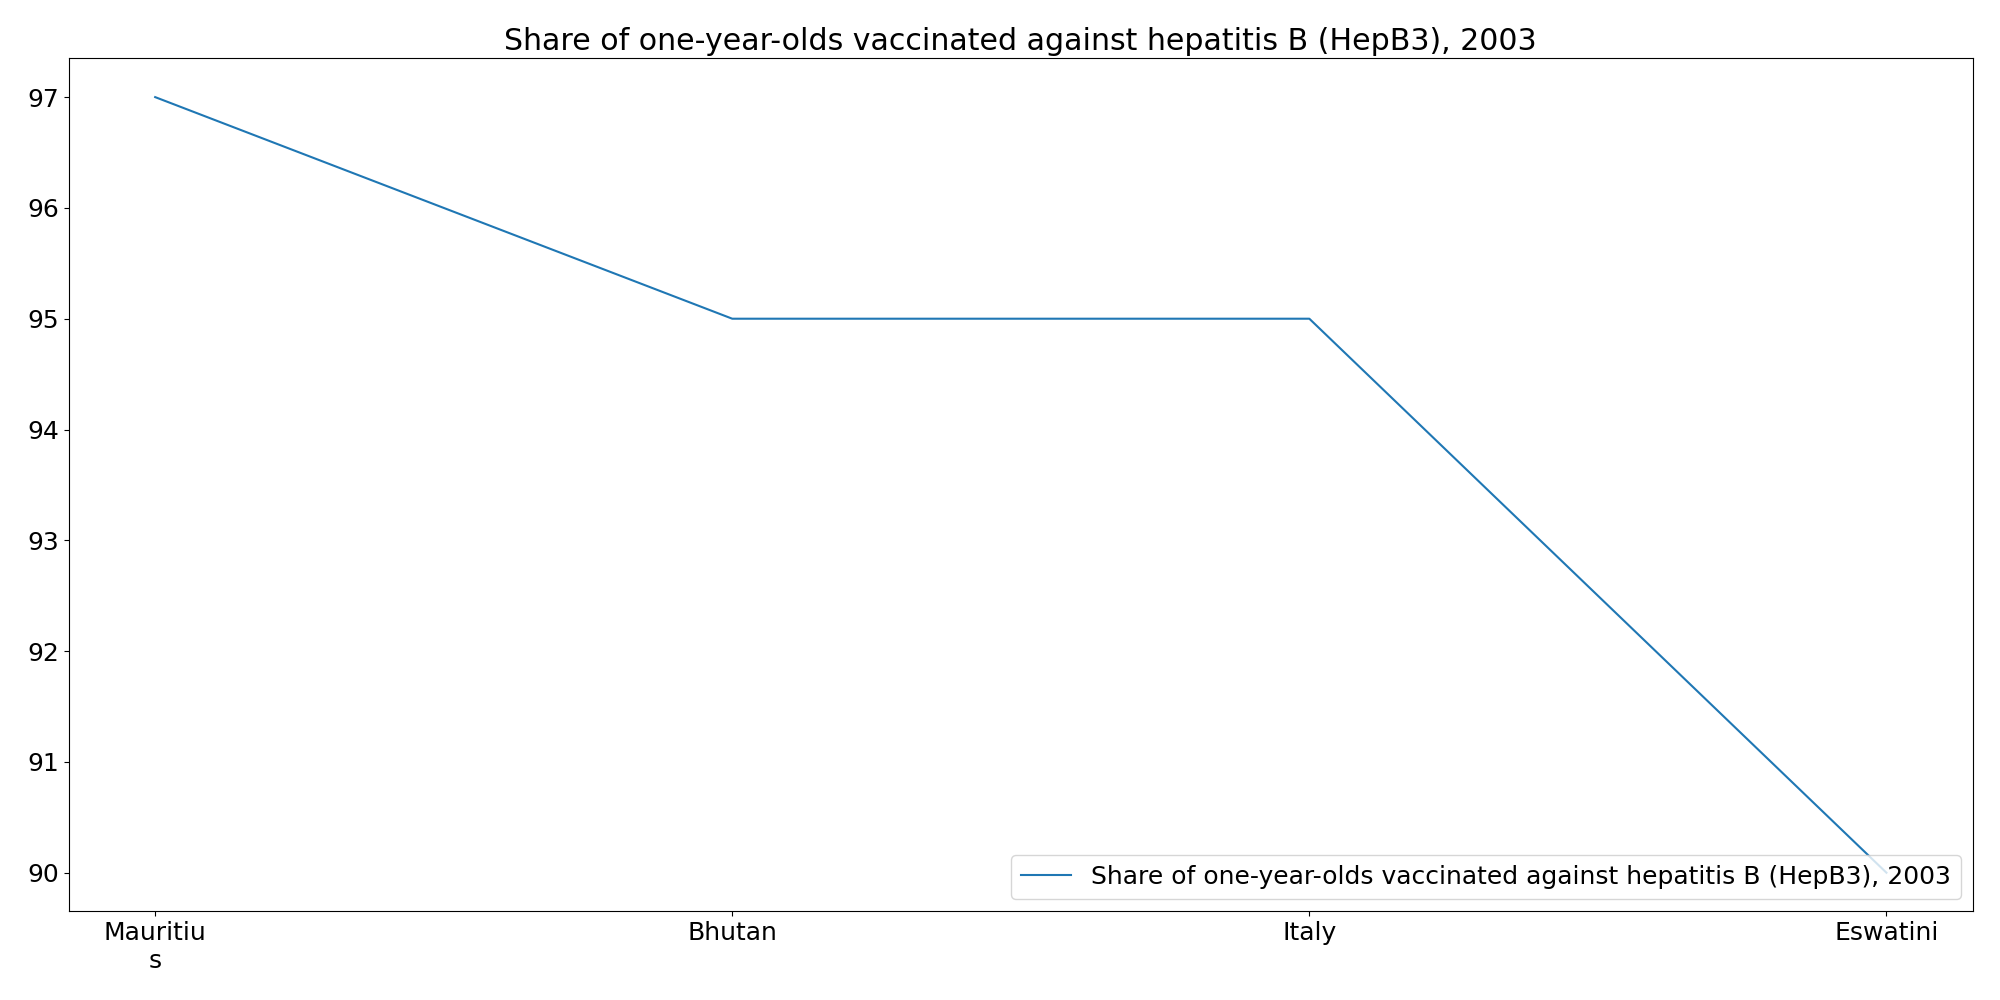 Share of one-year-olds vaccinated against hepatitis B (HepB3), 2003
97
96
95
94
93
92
91
90
Share of one-year-olds vaccinated against hepatitis B (HepB3), 2003
Mauritiu
s
Bhutan
Italy
Eswatini